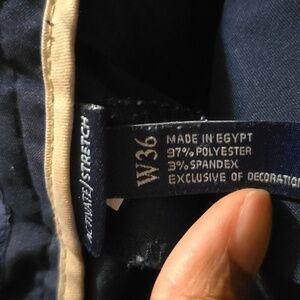 ACTIVATE/STRETCH
W36
MADE IN EGYPT
97% POLYESTER
3% SPANDEX
EXCLUSIVE OF DECORATION